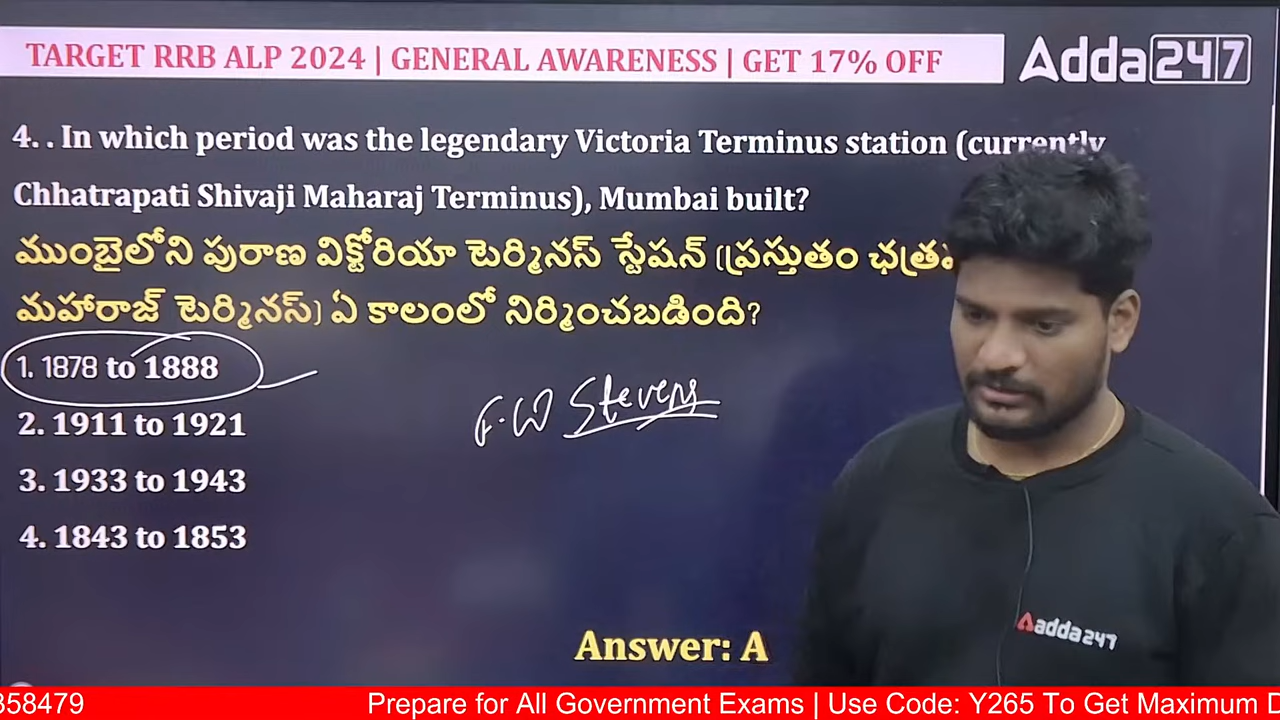 TARGET RRB ALP 2024 | GENERAL AWARENESS | GET 17% OFF
Adda247
4. . In which period was the legendary Victoria Terminus station (currently
Chhatrapati Shivaji Maharaj Terminus), Mumbai built?
ముంబైలోని పురాణ విక్టోరియా టెర్మినస్ స్టేషన్ (ప్రస్తుతం
మహారాజ్ టెర్మినస్) ఏ కాలంలో నిర్మించబడింది?
1. 1878 to 1888
F.W Stevens
2. 1911 to 1921
3. 1933 to 1943
4. 1843 to 1853
adda247
Answer: A
858479 Prepare for All Government Exams | Use Code: Y265 To Get Maximum